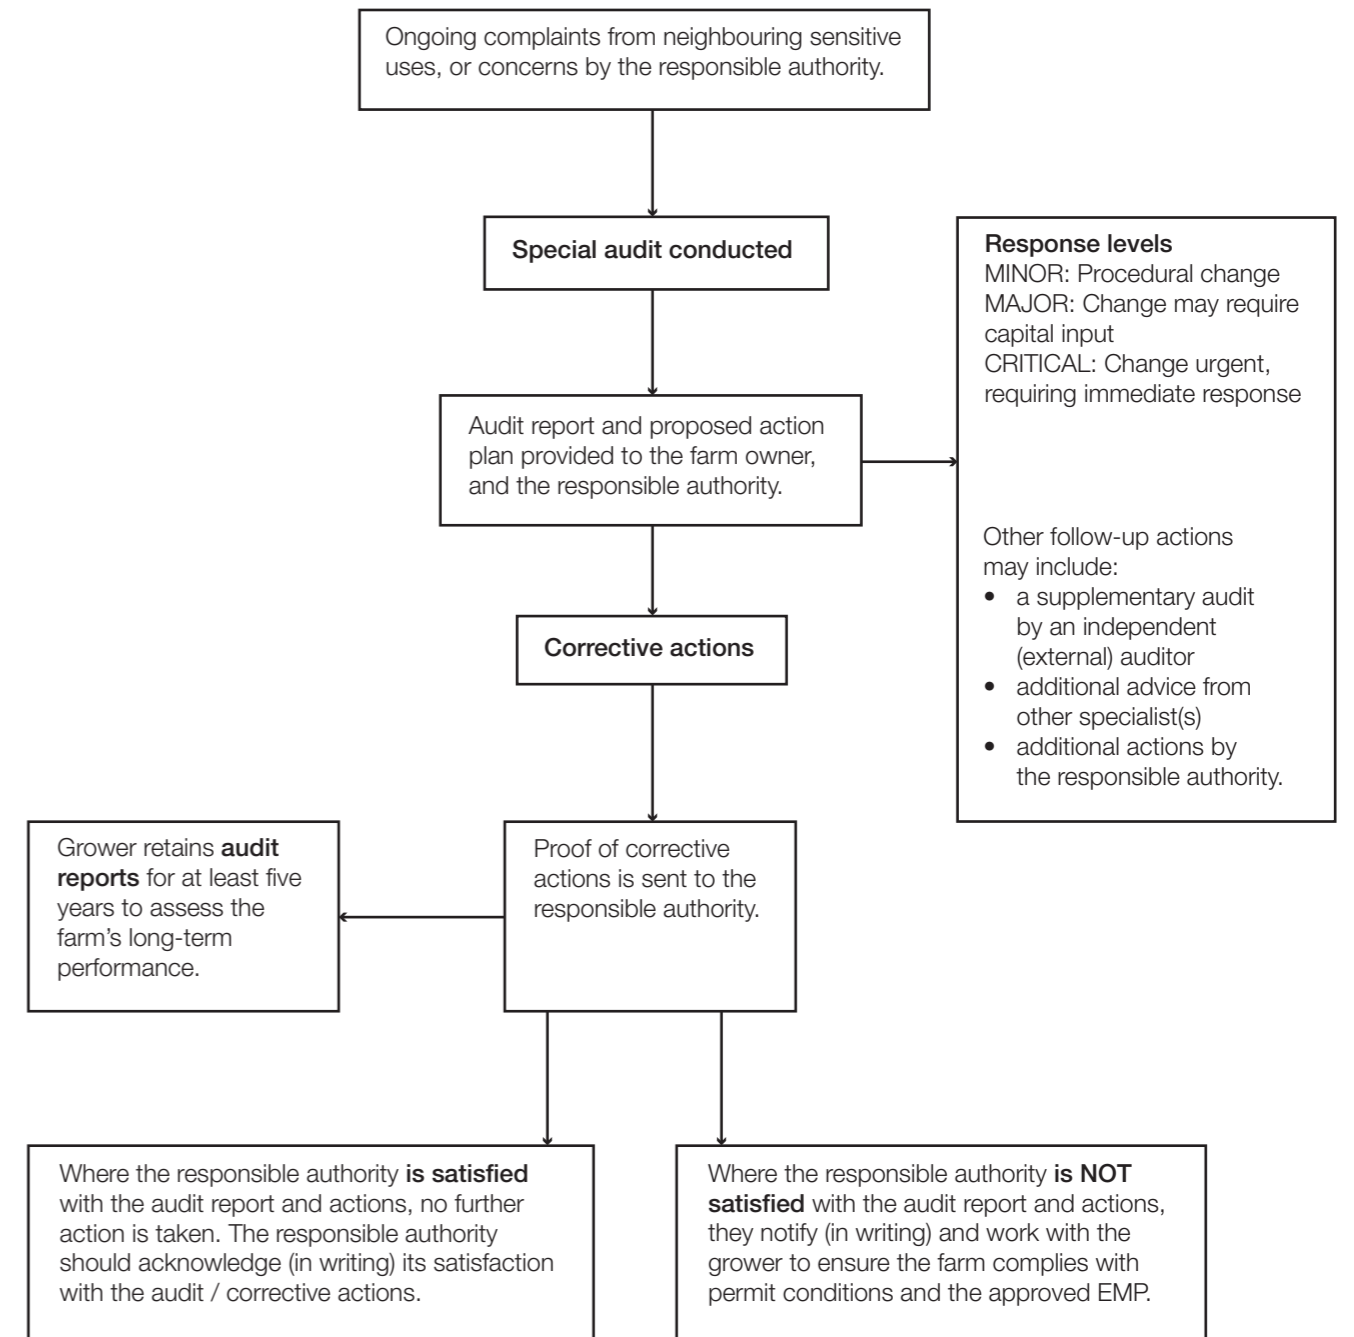 Ongoing complaints from neighbouring sensitive
uses, or concerns by the responsible authority.
Special audit conducted
Response levels
MINOR: Procedural change
MAJOR: Change may require
capital input
CRITICAL: Change urgent,
requiring immediate response
Audit report and proposed action
plan provided to the farm owner,
and the responsible authority.
Other follow-up actions
may include:
• a supplementary audit
by an independent
(external) auditor
• additional advice from
other specialist(s)
• additional actions by
the responsible authority.
Corrective actions
Grower retains audit
reports for at least five
years to assess the
farm’s long-term
performance.
Proof of corrective
actions is sent to the
responsible authority.
Where the responsible authority is satisfied
with the audit report and actions, no further
action is taken. The responsible authority
should acknowledge (in writing) its satisfaction
with the audit / corrective actions.
Where the responsible authority is NOT
satisfied with the audit report and actions,
they notify (in writing) and work with the
grower to ensure the farm complies with
permit conditions and the approved EMP.